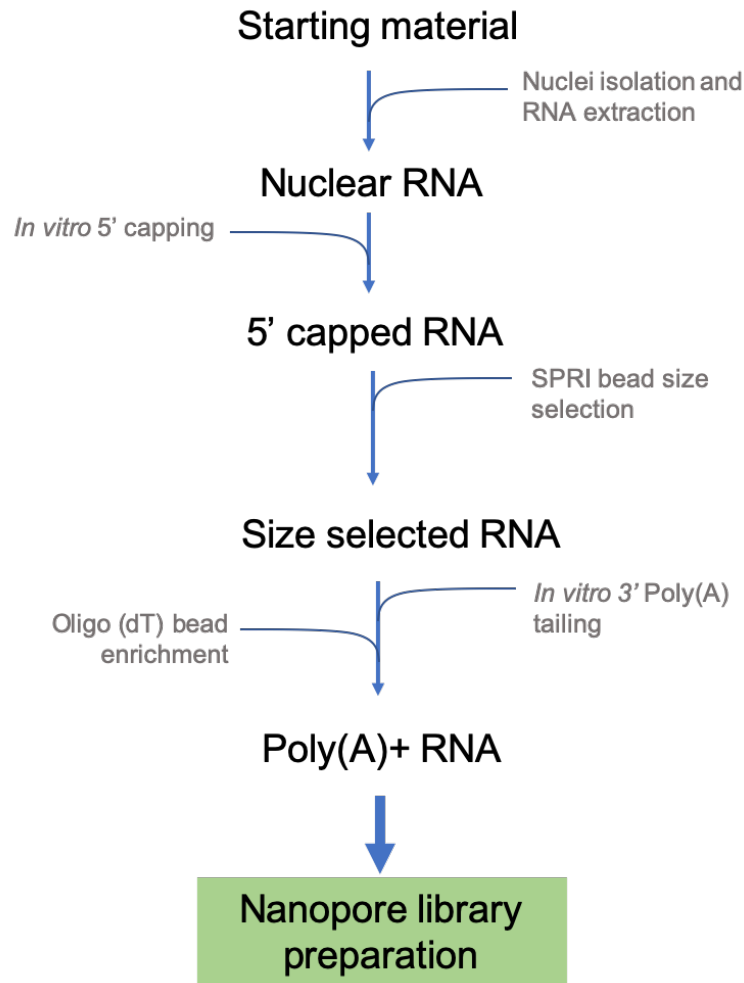 Starting material
Nuclei isolation and
RNA extraction
Nuclear RNA
In vitro 5’ capping
5’ capped RNA
SPRI bead size
selection
Size selected RNA
In vitro 3’ Poly(A)
tailing
Oligo (dT) bead
enrichment
Poly(A)+ RNA
Nanopore library
preparation